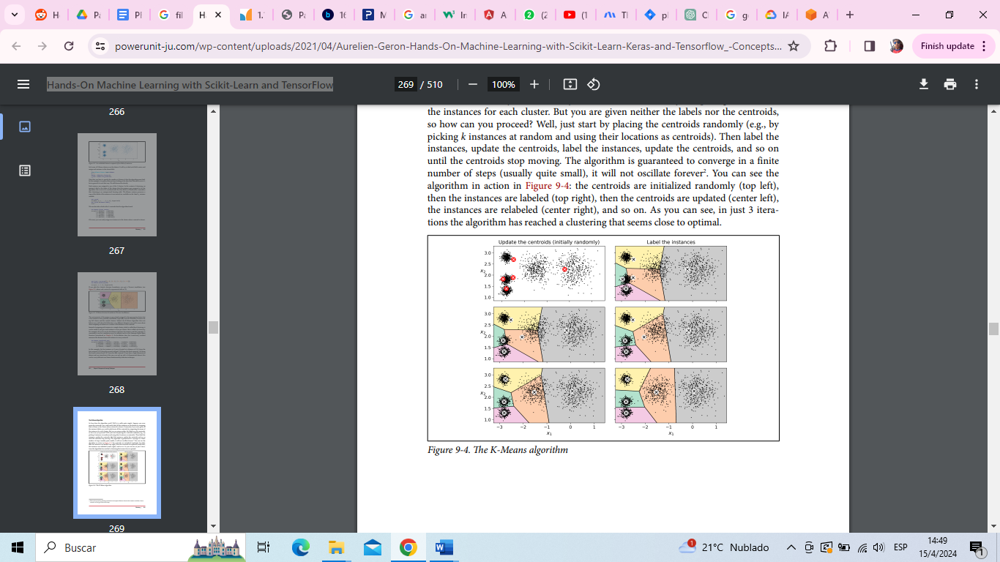 H
Pa
Pl
fil
H
1.
Pa
16
M
ar
In
A
(2
(1
Tl
pl
Cl
g
IA
A
powerunit-ju.com/wp-content/uploads/2021/04/Aurelien-Geron-Hands-On-Machine-Learning-with-Scikit-Learn-Keras-and-Tensorflow_-Concepts...
Finish update
Hands-On Machine Learning with Scikit-Learn and TensorFlow
269 / 510
100%
266
267
268
269
the instances for each cluster. But you are given neither the labels nor the centroids,
so how can you proceed? Well, just start by placing the centroids randomly (e.g., by
picking k instances at random and using their locations as centroids). Then label the
instances, update the centroids, label the instances, update the centroids, and so on
until the centroids stop moving. The algorithm is guaranteed to converge in a finite
number of steps (usually quite small), it will not oscillate forever². You can see the
algorithm in action in Figure 9-4: the centroids are initialized randomly (top left),
then the instances are labeled (top right), then the centroids are updated (center left),
the instances are relabeled (center right), and so on. As you can see, in just 3 itera-
tions the algorithm has reached a clustering that seems close to optimal.
Update the centroids (initially randomly)
Label the instances
3.0
2.5
x₂
2.0
1.5
1.0
3.0
2.5
x₂
2.0
1.5
1.0
3.0
2.5
x₂
2.0
1.5
1.0
−3 −2 −1 0 1
x₁
−3 −2 −1 0 1
x₁
Figure 9-4. The K-Means algorithm
Buscar
1
21°C Nublado
ESP
14:49
15/4/2024
1